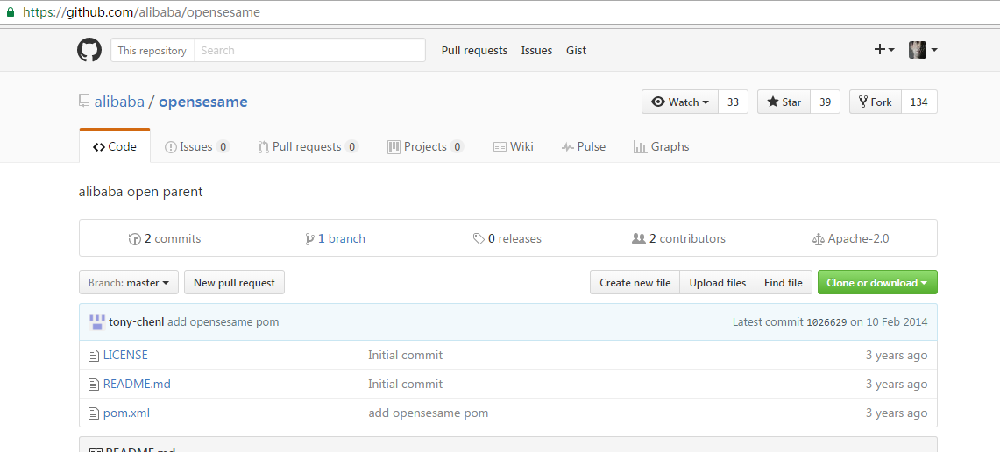 https://github.com/alibaba/opensesame
This repository Search Pull requests Issues Gist
alibaba / opensesame Watch 33 Star 39 Fork 134
Code Issues 0 Pull requests 0 Projects 0 Wiki Pulse Graphs
alibaba open parent
2 commits 1 branch 0 releases 2 contributors Apache-2.0
Branch: master New pull request Create new file Upload files Find file Clone or download
tony-chenl add opensesame pom Latest commit 1026629 on 10 Feb 2014
LICENSE Initial commit 3 years ago
README.md Initial commit 3 years ago
pom.xml add opensesame pom 3 years ago
README.md